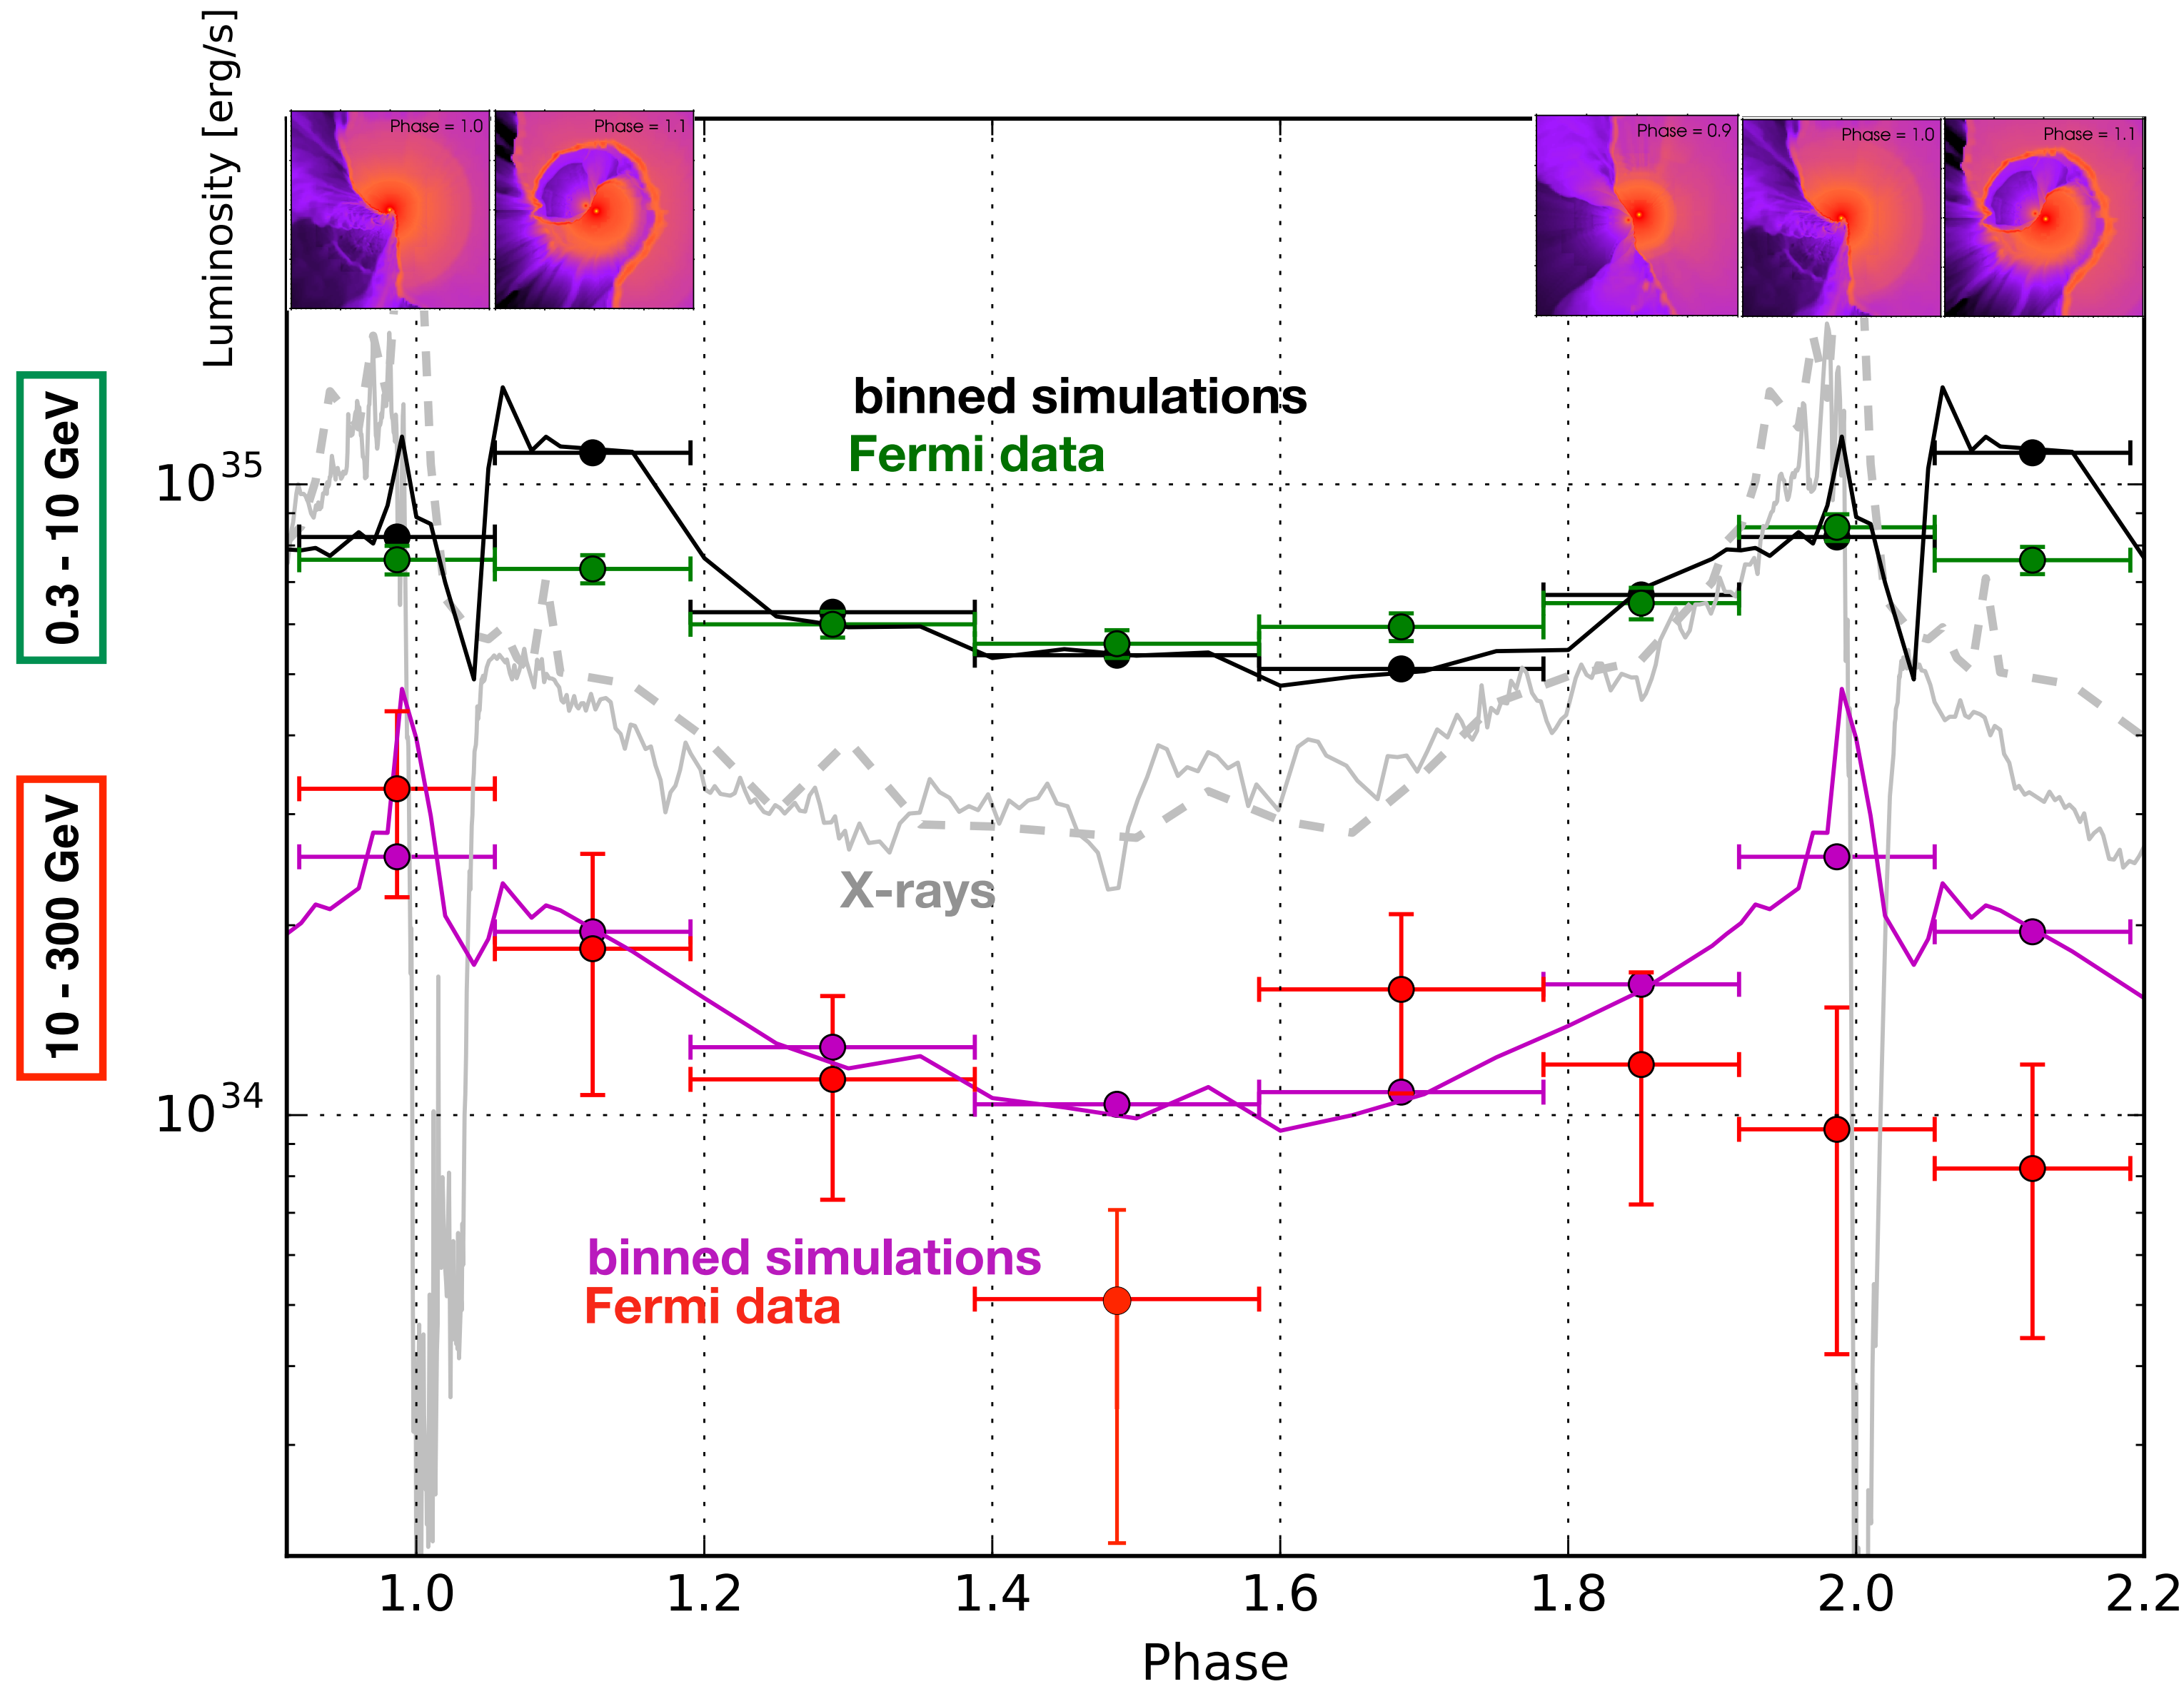 Luminosity [erg/s]
Phase = 1.0
Phase = 1.1
Phase = 0.9
Phase = 1.0
Phase = 1.1
0.3 - 10 GeV
10 - 300 GeV
10^35
10^34
binned simulations
Fermi data
X-rays
binned simulations
Fermi data
1.0 1.2 1.4 1.6 1.8 2.0 2.2
Phase